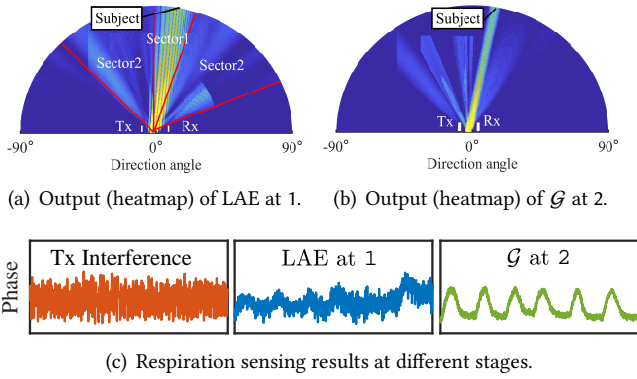 Subject
Sector1
Sector2
Sector2
Tx
Rx
-90°
0°
90°
Direction angle
(a) Output (heatmap) of LAE at 1.
Subject
Tx
Rx
-90°
0°
90°
Direction angle
(b) Output (heatmap) of 𝒢 at 2.
Phase
Tx Interference
LAE at 1
𝒢 at 2
(c) Respiration sensing results at different stages.